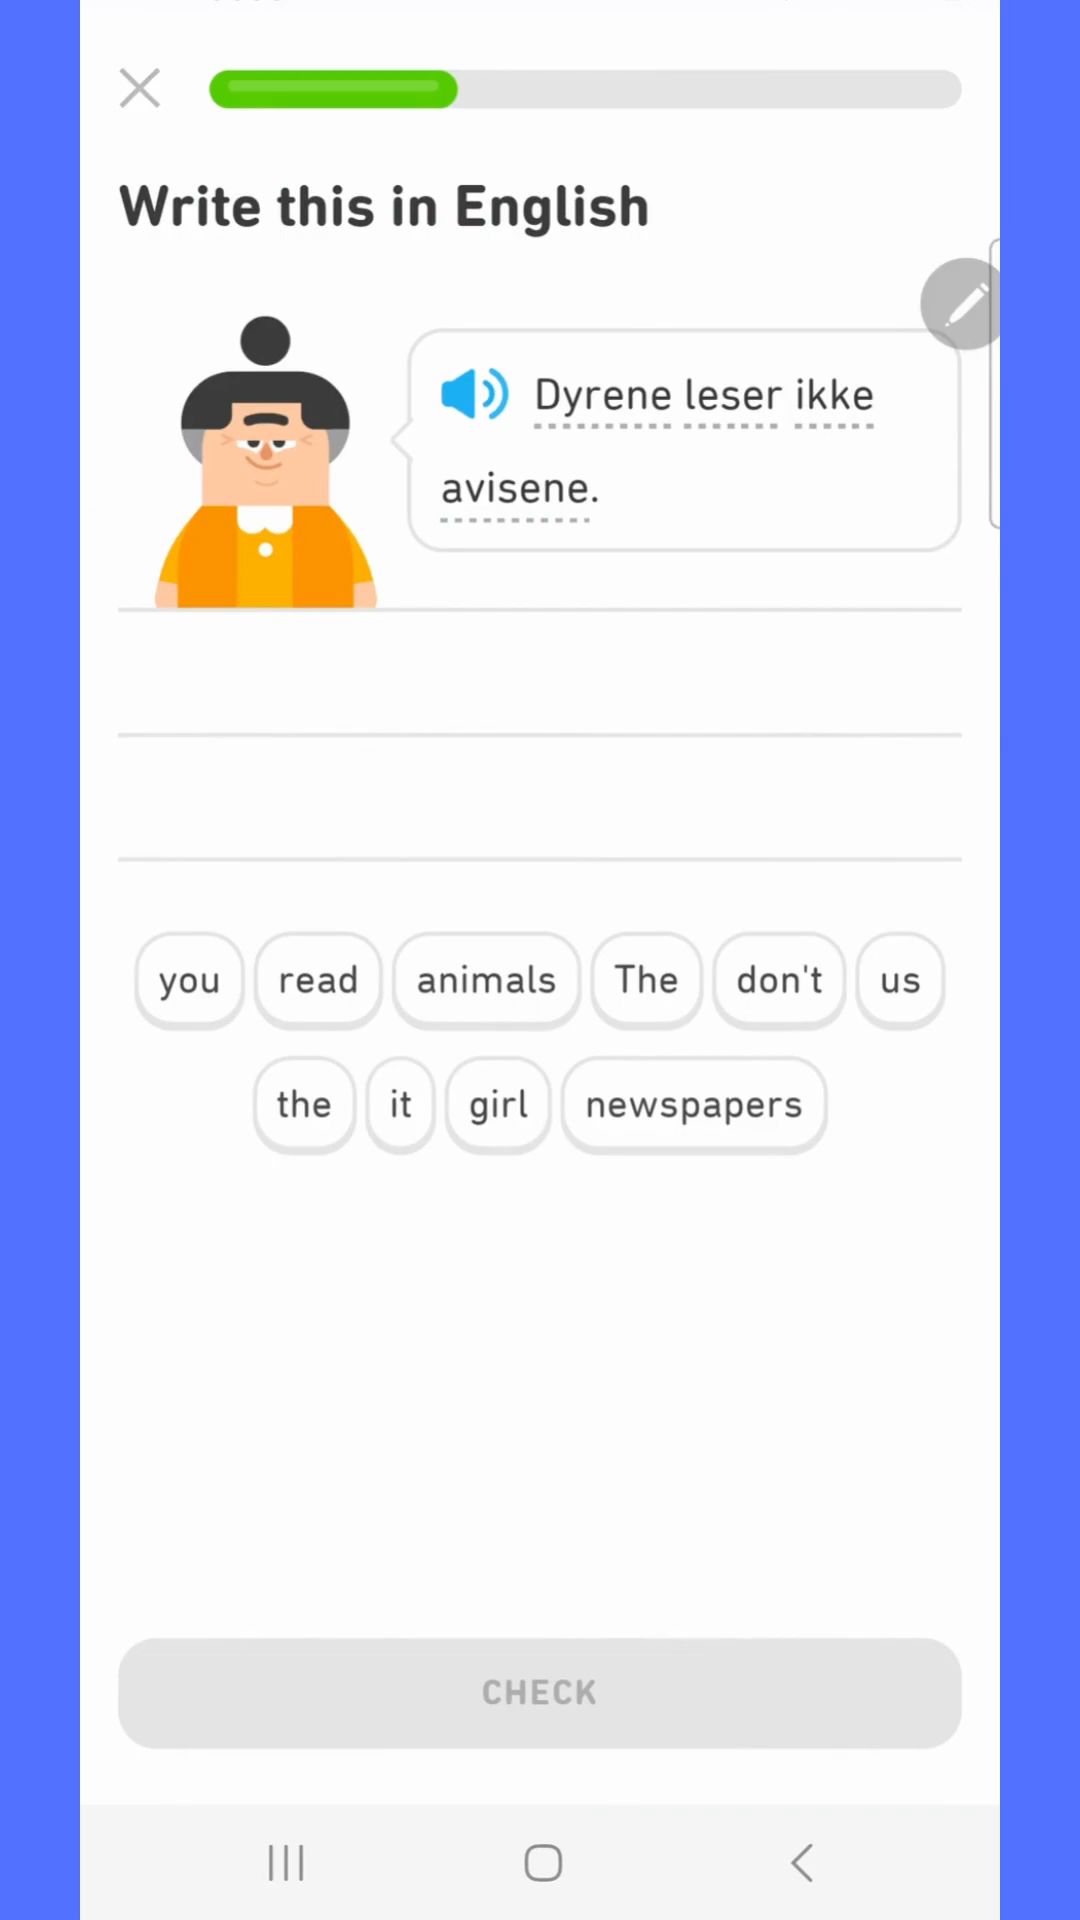 Write this in English
Dyrene leser ikke
avisene.
you read animals The don't us
the it girl newspapers
CHECK